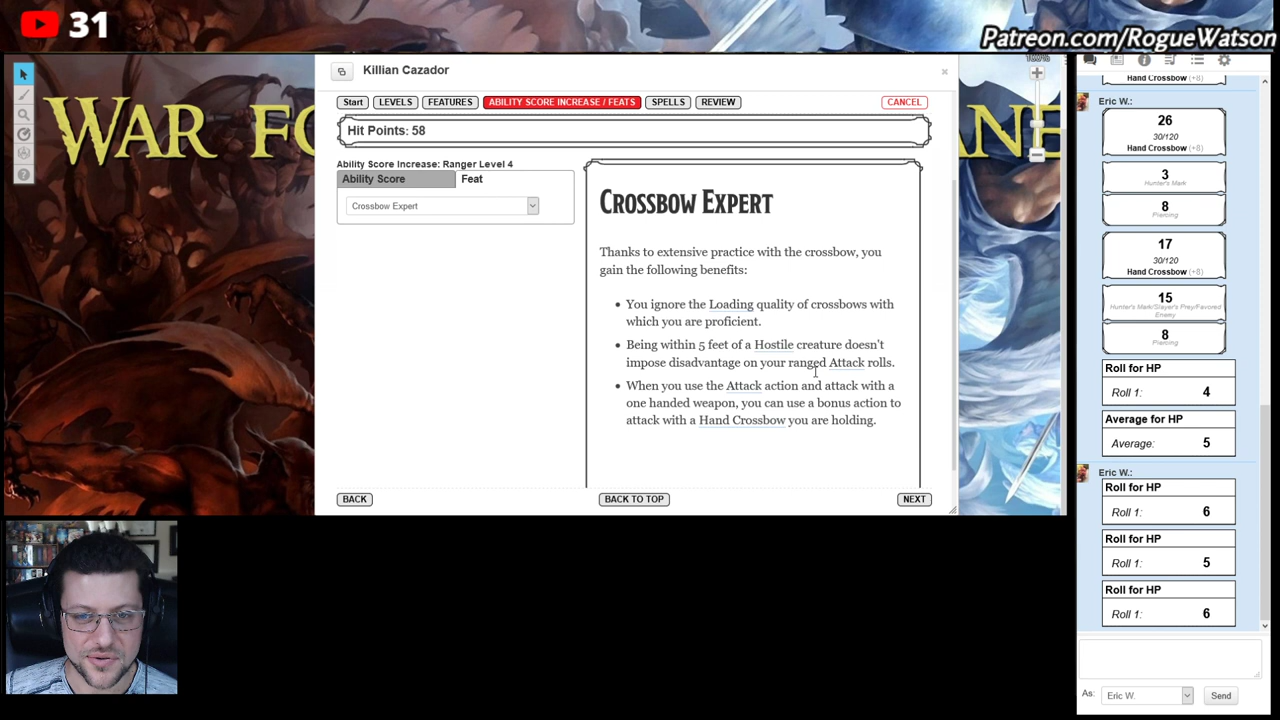 31
Patreon.com/RogueWatson
WAR FO
ANE
Killian Cazador
Start
LEVELS
FEATURES
ABILITY SCORE INCREASE / FEATS
SPELLS
REVIEW
CANCEL
Hit Points: 58
Ability Score Increase: Ranger Level 4
Ability Score
Feat
Crossbow Expert
CROSSBOW EXPERT
Thanks to extensive practice with the crossbow, you
gain the following benefits:
You ignore the Loading quality of crossbows with
which you are proficient.
Being within 5 feet of a Hostile creature doesn't
impose disadvantage on your ranged Attack rolls.
When you use the Attack action and attack with a
one handed weapon, you can use a bonus action to
attack with a Hand Crossbow you are holding.
BACK
BACK TO TOP
NEXT
Hand Crossbow (+8)
Eric W.:
26
30/120
Hand Crossbow (+8)
3
Hunter's Mark
8
Piercing
17
30/120
Hand Crossbow (+8)
15
Hunter's Mark/Slayer's Prey/Favored
Enemy
8
Piercing
Roll for HP
Roll 1: 4
Average for HP
Average: 5
Eric W.:
Roll for HP
Roll 1: 6
Roll for HP
Roll 1: 5
Roll for HP
Roll 1: 6
As: Eric W.
Send